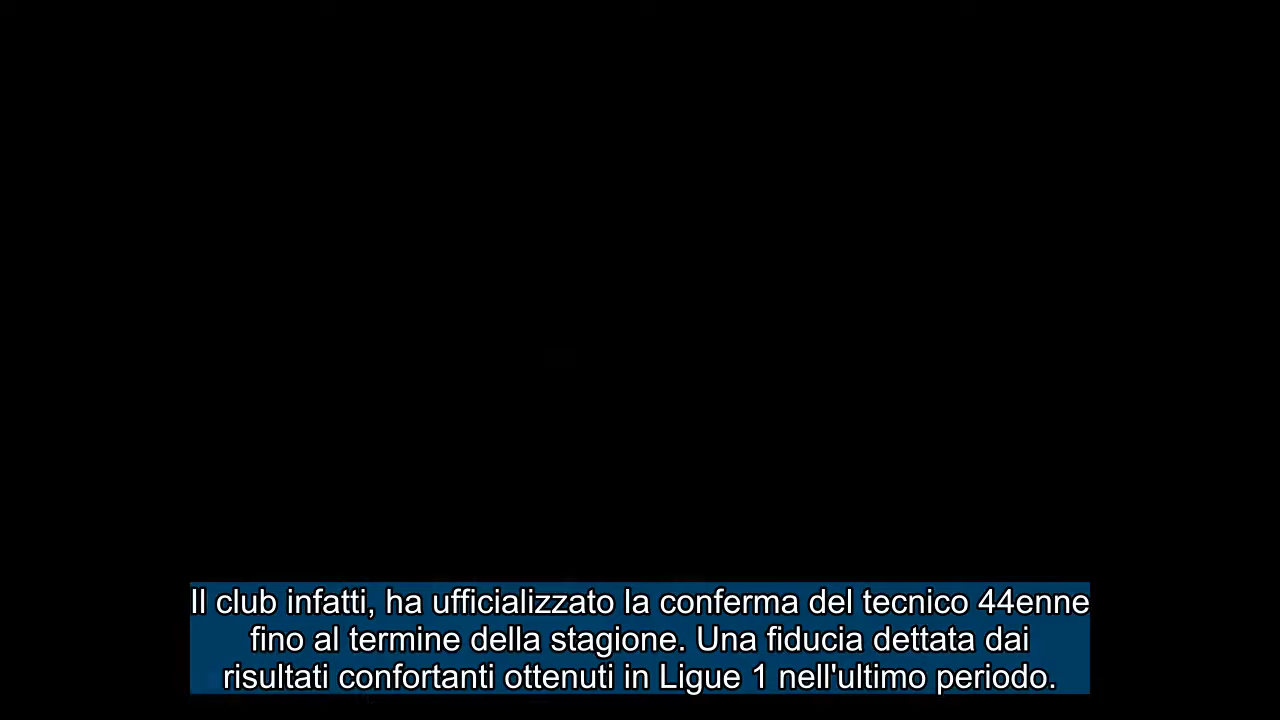 Il club infatti, ha ufficializzato la conferma del tecnico 44enne
fino al termine della stagione. Una fiducia dettata dai
risultati confortanti ottenuti in Ligue 1 nell'ultimo periodo.